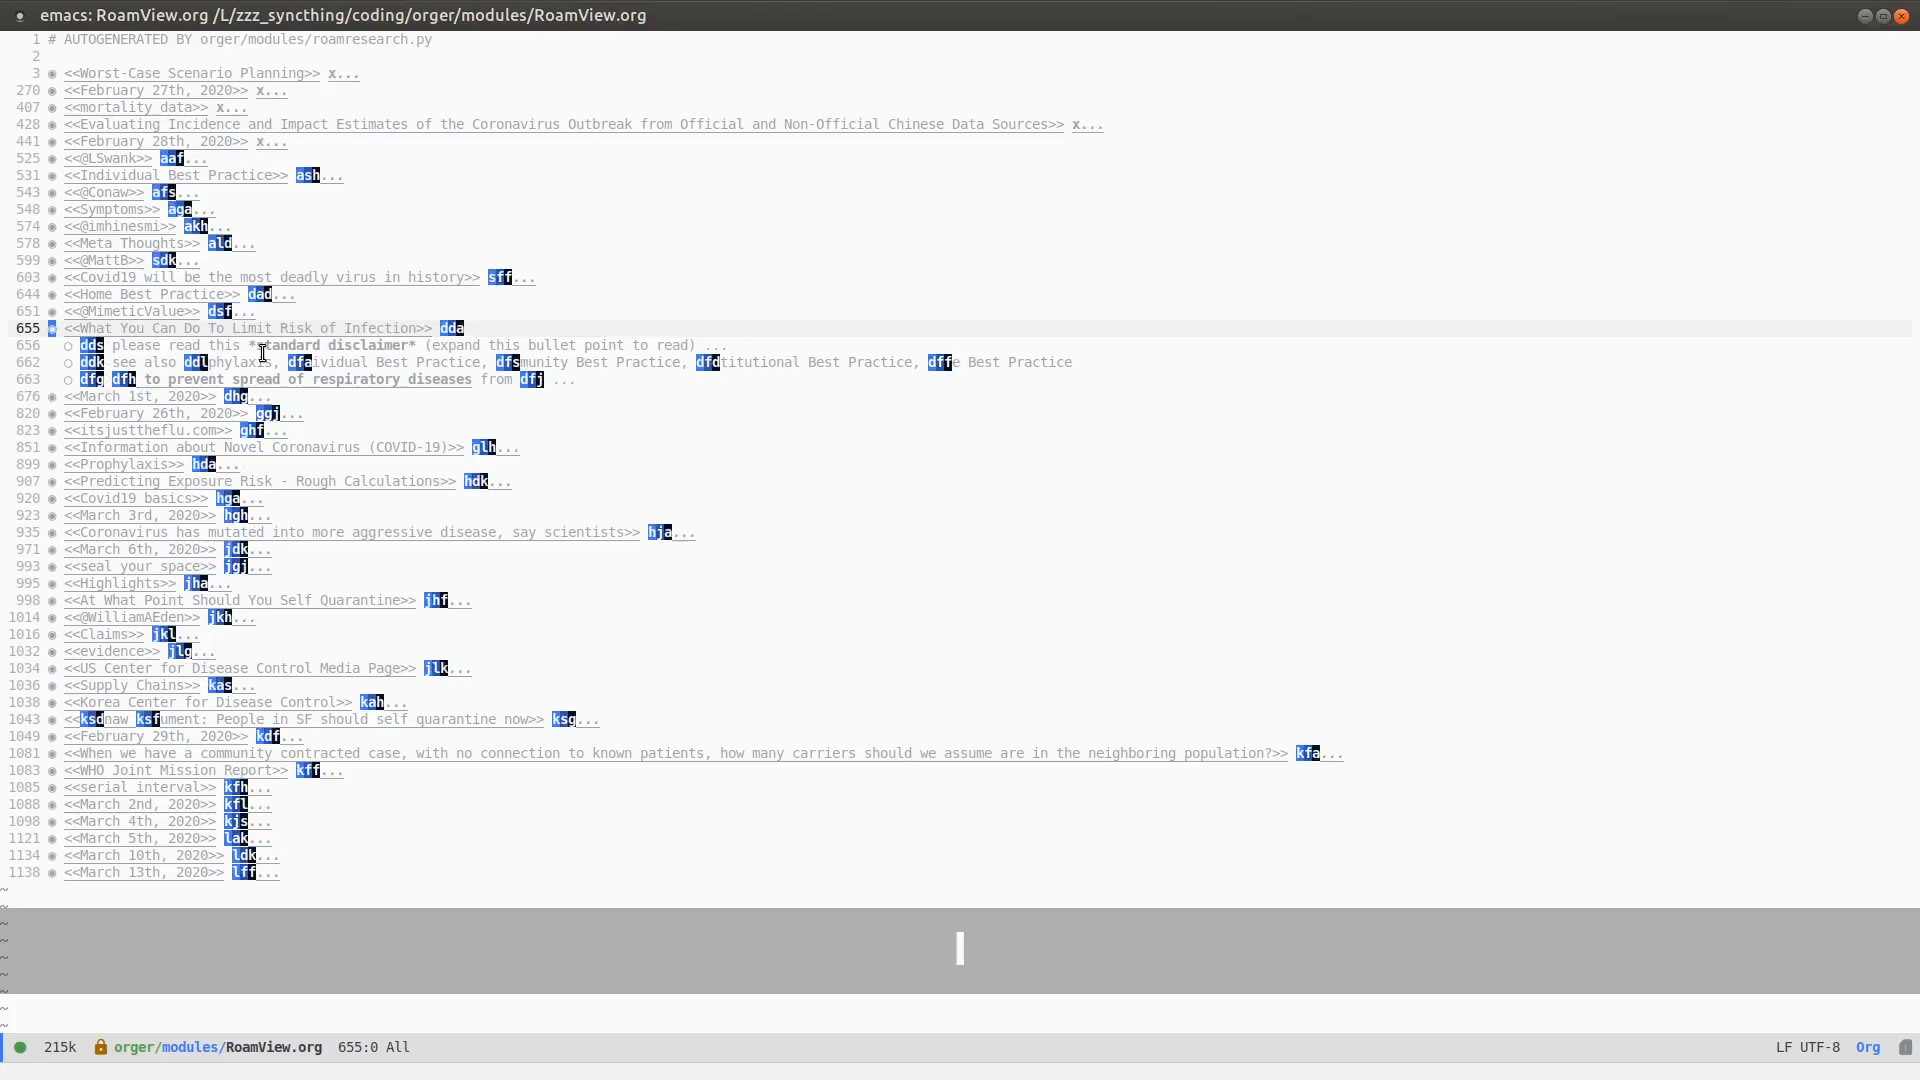 emacs: RoamView.org /L/zzz_syncthing/coding/orger/modules/RoamView.org
1 # AUTOGENERATED BY orger/modules/roamresearch.py
2
3 ◉ <<Worst-Case Scenario Planning>> x...
270 ◉ <<February 27th, 2020>> x...
407 ◉ <<mortality data>> x...
428 ◉ <<Evaluating Incidence and Impact Estimates of the Coronavirus Outbreak from Official and Non-Official Chinese Data Sources>> x...
441 ◉ <<February 28th, 2020>> x...
525 ◉ <<@LSwank>> aaf...
531 ◉ <<Individual Best Practice>> ash...
543 ◉ <<@Conaw>> afs...
548 ◉ <<Symptoms>> aga...
574 ◉ <<@imhinesmi>> akh...
578 ◉ <<Meta Thoughts>> ald...
599 ◉ <<@MattB>> sdk...
603 ◉ <<Covid19 will be the most deadly virus in history>> sff...
644 ◉ <<Home Best Practice>> dad...
651 ◉ <<@MimeticValue>> dsf...
655 ◉ <<What You Can Do To Limit Risk of Infection>> dda
656 ○ dds please read this *standard disclaimer* (expand this bullet point to read) ...
662 ○ ddk see also ddlphylaxis, dfaividual Best Practice, dfsmunity Best Practice, dfdtitutional Best Practice, dffe Best Practice
663 ○ dfg dfh to prevent spread of respiratory diseases from dfj ...
676 ◉ <<March 1st, 2020>> dhg...
820 ◉ <<February 26th, 2020>> ggj...
823 ◉ <<itsjusttheflu.com>> ghf...
851 ◉ <<Information about Novel Coronavirus (COVID-19)>> glh...
899 ◉ <<Prophylaxis>> hda...
907 ◉ <<Predicting Exposure Risk - Rough Calculations>> hdk...
920 ◉ <<Covid19 basics>> hga...
923 ◉ <<March 3rd, 2020>> hgh...
935 ◉ <<Coronavirus has mutated into more aggressive disease, say scientists>> hja...
971 ◉ <<March 6th, 2020>> jdk...
993 ◉ <<seal your space>> jgj...
995 ◉ <<Highlights>> jha...
998 ◉ <<At What Point Should You Self Quarantine>> jhf...
1014 ◉ <<@WilliamAEden>> jkh...
1016 ◉ <<Claims>> jkl...
1032 ◉ <<evidence>> jlg...
1034 ◉ <<US Center for Disease Control Media Page>> jlk...
1036 ◉ <<Supply Chains>> kas...
1038 ◉ <<Korea Center for Disease Control>> kah...
1043 ◉ <<ksdnaw ksfument: People in SF should self quarantine now>> ksg...
1049 ◉ <<February 29th, 2020>> kdf...
1081 ◉ <<When we have a community contracted case, with no connection to known patients, how many carriers should we assume are in the neighboring population?>> kfa...
1083 ◉ <<WHO Joint Mission Report>> kff...
1085 ◉ <<serial interval>> kfh...
1088 ◉ <<March 2nd, 2020>> kfl...
1098 ◉ <<March 4th, 2020>> kjs...
1121 ◉ <<March 5th, 2020>> lak...
1134 ◉ <<March 10th, 2020>> ldk...
1138 ◉ <<March 13th, 2020>> lff...
~
~
~
~
~
~
~
~
~
215k orger/modules/RoamView.org 655:0 All LF UTF-8 Org